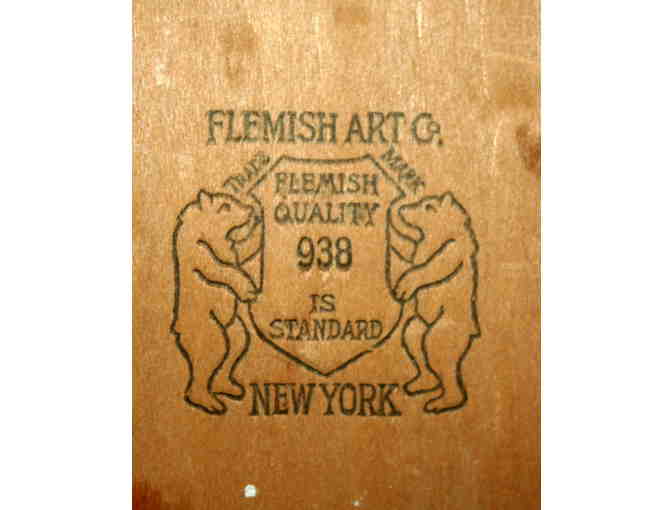 FLEMISH ART Co.
TRADE MARK
FLEMISH
QUALITY
938
IS
STANDARD
NEW YORK